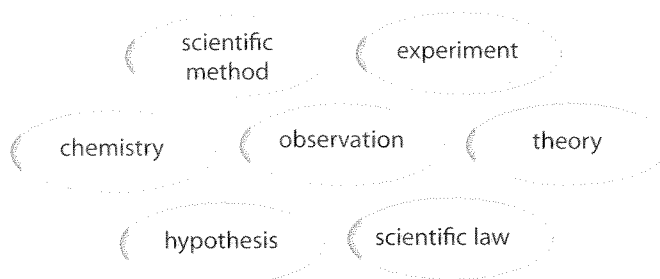 scientific
method
experiment
chemistry
observation
theory
hypothesis
scientific law